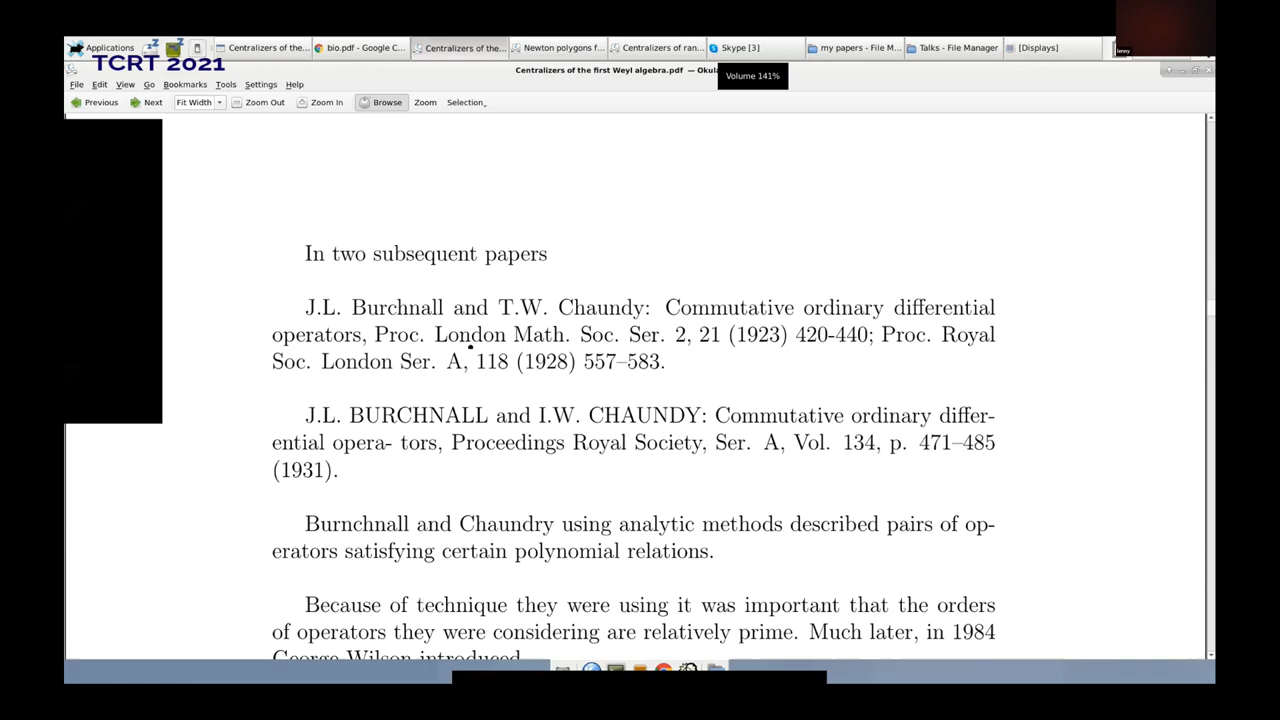 Applications
Centralizers of the...
bio.pdf - Google C...
Centralizers of the...
Newton polygons f...
Centralizers of ran...
Skype [3]
my papers - File M...
Talks - File Manager
[Displays]
TCRT 2021
Centralizers of the first Weyl algebra.pdf — Okul
Volume 141%
File Edit View Go Bookmarks Tools Settings Help
Previous Next Fit Width Zoom Out Zoom In Browse Zoom Selection
In two subsequent papers
J.L. Burchnall and T.W. Chaundy: Commutative ordinary differential
operators, Proc. London Math. Soc. Ser. 2, 21 (1923) 420-440; Proc. Royal
Soc. London Ser. A, 118 (1928) 557–583.
J.L. BURCHNALL and I.W. CHAUNDY: Commutative ordinary differ-
ential opera- tors, Proceedings Royal Society, Ser. A, Vol. 134, p. 471–485
(1931).
Burnchnall and Chaundry using analytic methods described pairs of op-
erators satisfying certain polynomial relations.
Because of technique they were using it was important that the orders
of operators they were considering are relatively prime. Much later, in 1984
George Wilson introduced